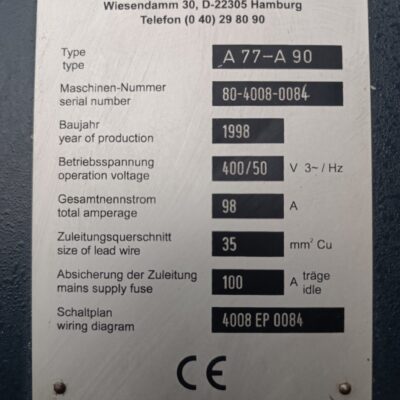 Wiesendamm 30, D-22305 Hamburg
Telefon (0 40) 29 80 90
Type
type
A 77-A 90
Maschinen-Nummer
serial number
80-4008-0084
Baujahr
year of production
1998
Betriebsspannung
operation voltage
400/50 V 3~ / Hz
Gesamtnennstrom
total amperage
98 A
Zuleitungsquerschnitt
size of lead wire
35 mm² Cu
Absicherung der Zuleitung
mains supply fuse
100 A träge
idle
Schaltplan
wiring diagram
4008 EP 0084
CE